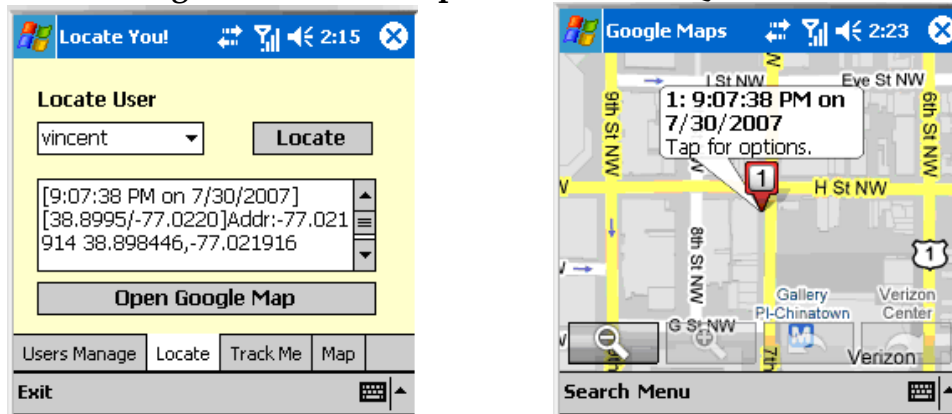 Locate You! 2:15
Locate User
vincent Locate
[9:07:38 PM on 7/30/2007]
[38.8995/-77.0220]Addr:-77.021
914 38.898446,-77.021916
Open Google Map
Users Manage Locate Track Me Map
Exit
Google Maps 2:23
I St NW Eye St NW
9th St NW
6th St NW
1: 9:07:38 PM on
7/30/2007
Tap for options.
1
H St NW
8th St NW
1
Gallery
Pl-Chinatown
Verizon
Center
G St NW
M
7th
Verizon
Search Menu